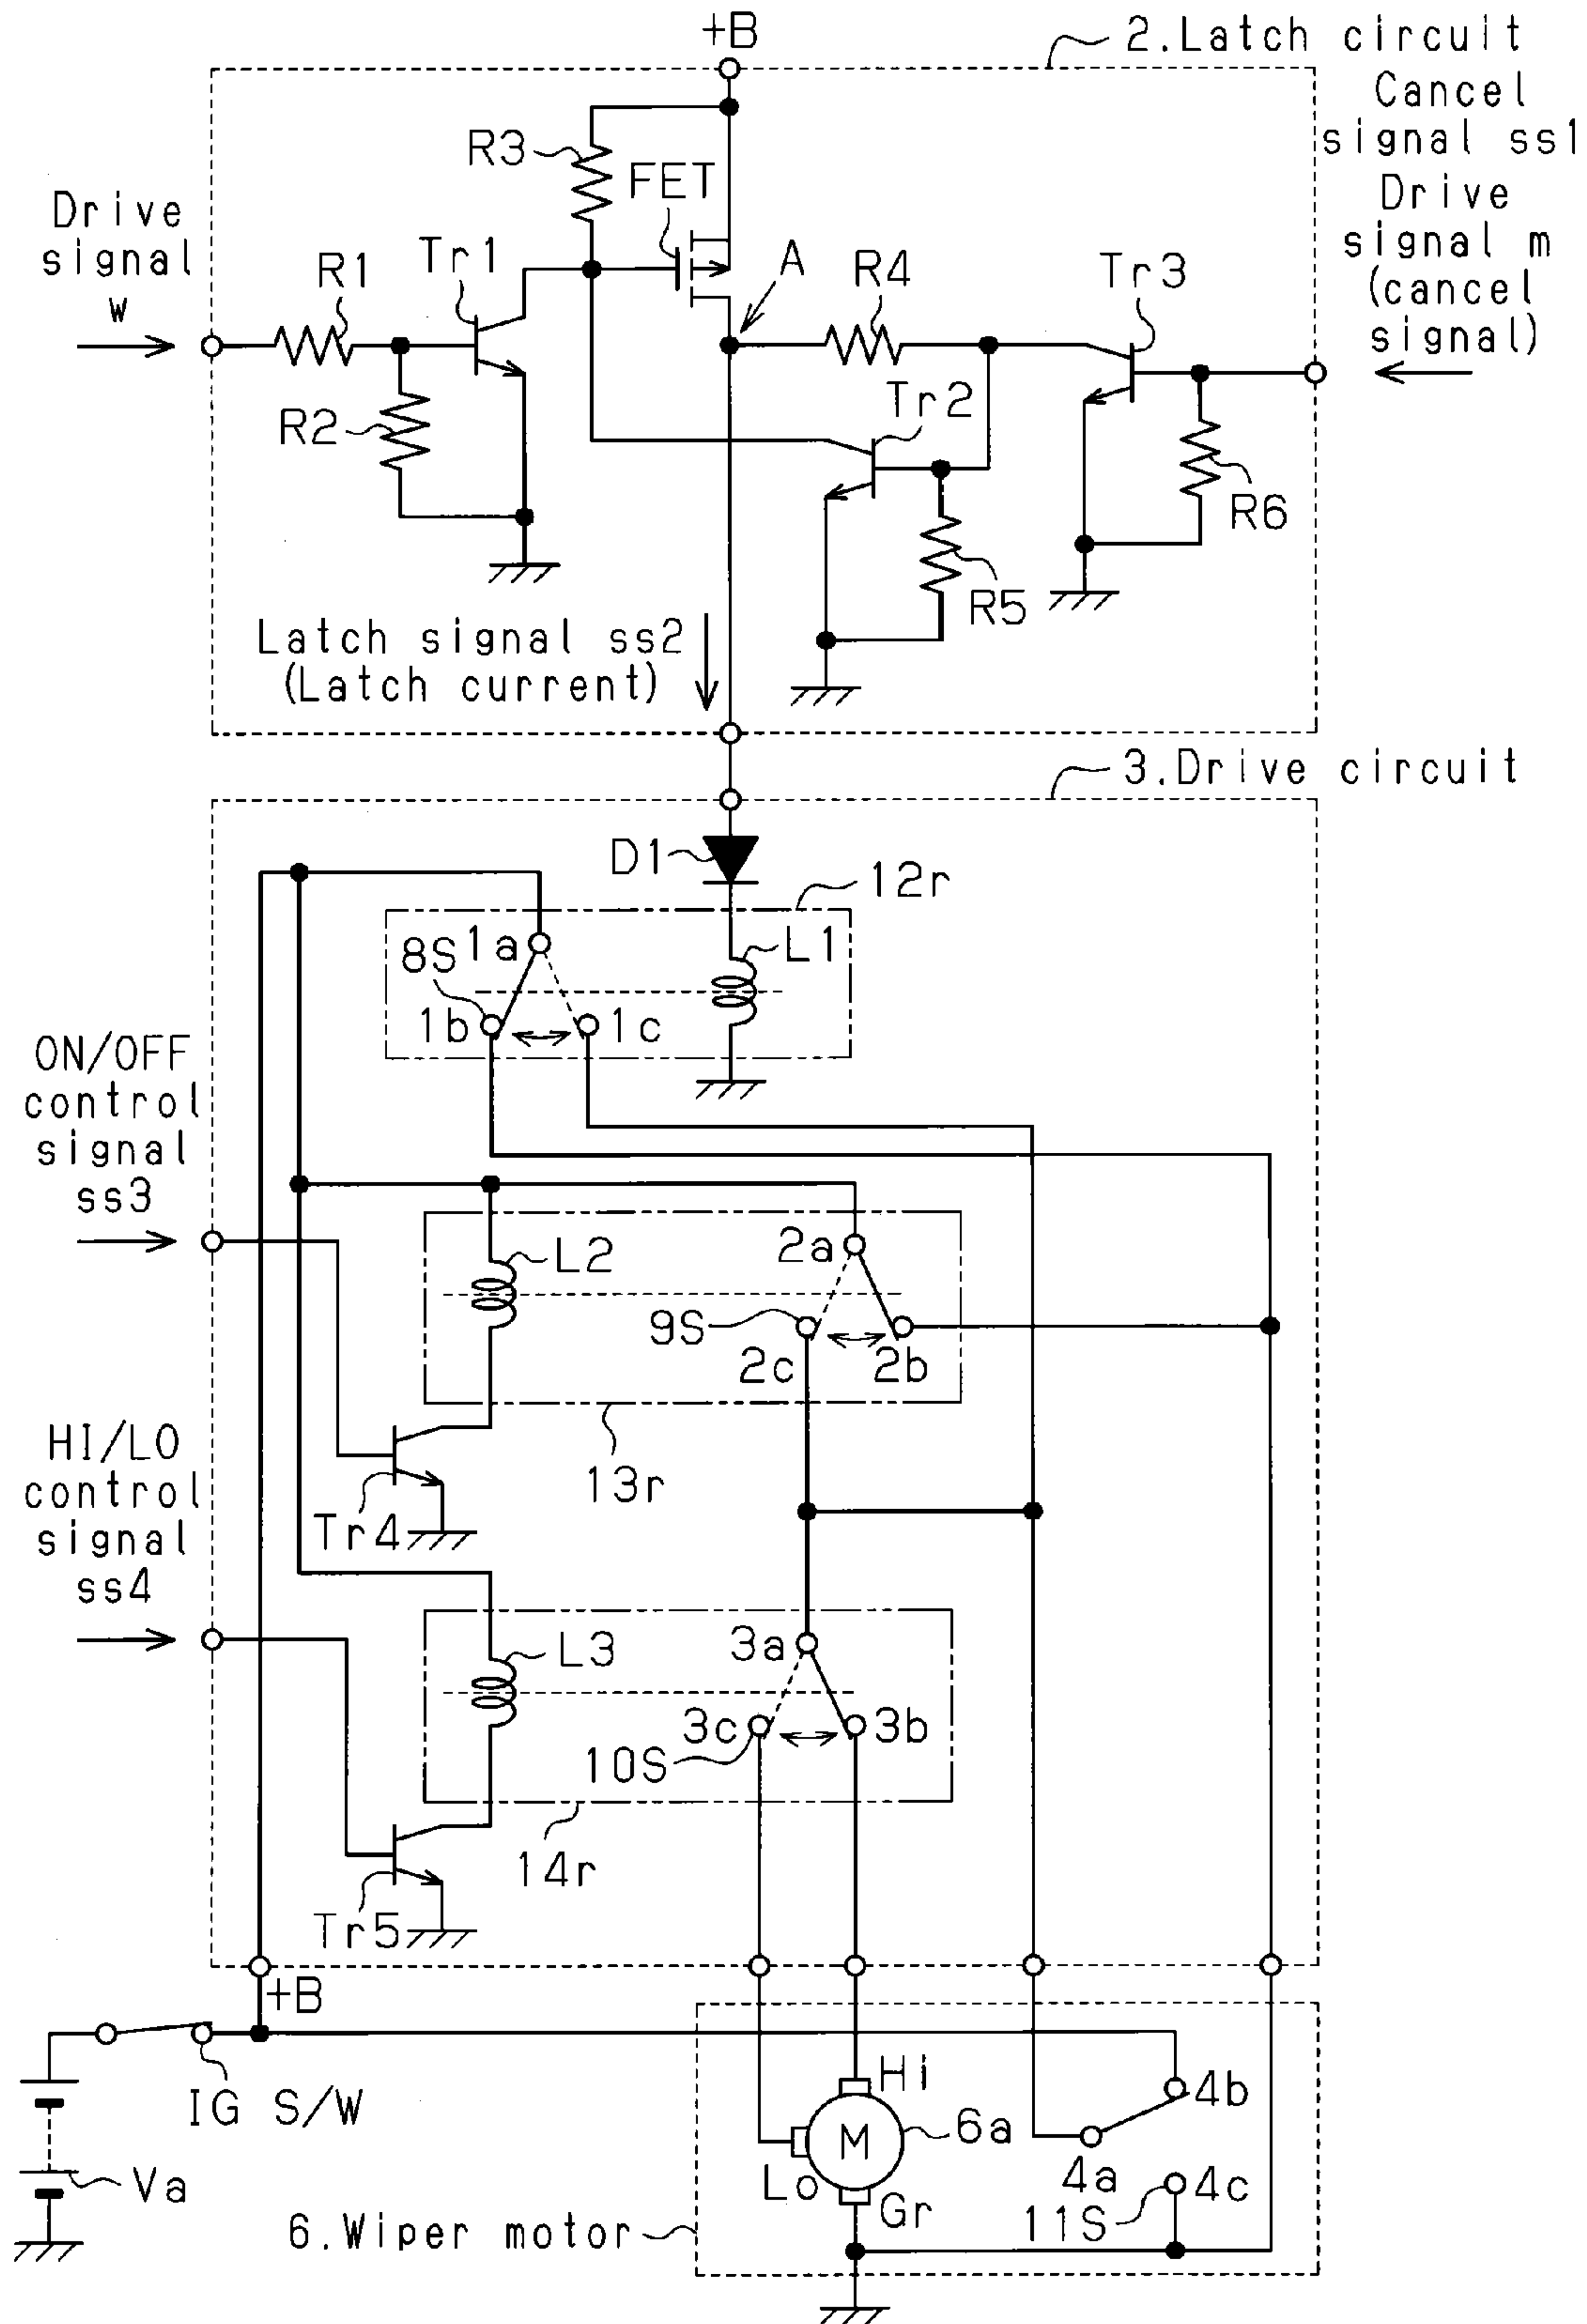 +B
2.Latch circuit
Cancel
signal ss1
Drive
signal m
(cancel
signal)
Drive
signal
w
R1
R2
Tr1
R3
FET
A
R4
Tr3
Tr2
R5
R6
Latch signal ss2
(Latch current)
3.Drive circuit
D1
12r
8S
1a
1b
1c
L1
ON/OFF
control
signal
ss3
L2
2a
9S
2c
2b
13r
Tr4
HI/LO
control
signal
ss4
L3
3a
3c
3b
10S
14r
Tr5
+B
IG S/W
Va
Hi
M
6a
Lo
Gr
4b
4a
4c
11S
6.Wiper motor